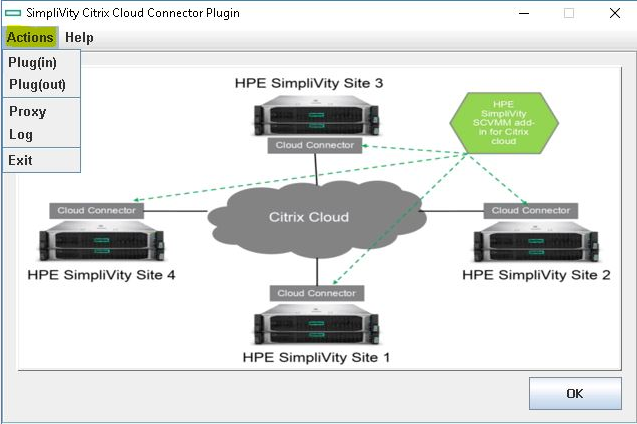 SimpliVity Citrix Cloud Connector Plugin
Actions Help
Plug(in)
Plug(out)
Proxy
Log
Exit
HPE SimpliVity Site 3
Cloud Connector
HPE
SimpliVity
SCVMM add-
in for Citrix
cloud
Cloud Connector
Citrix Cloud
Cloud Connector
HPE SimpliVity Site 4
HPE SimpliVity Site 2
Cloud Connector
HPE SimpliVity Site 1
OK